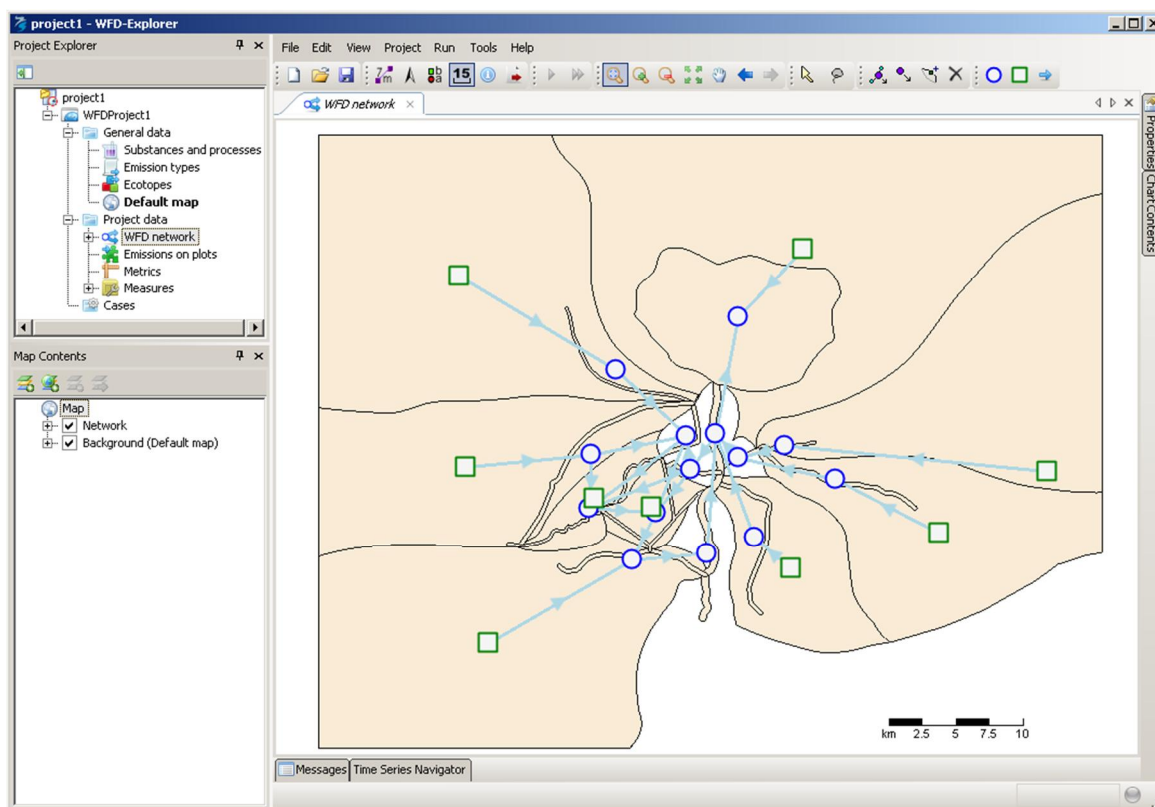 project1 - WFD-Explorer
Project Explorer
project1
WFDProject1
General data
Substances and processes
Emission types
Ecotopes
Default map
Project data
WFD network
Emissions on plots
Metrics
Measures
Cases
Map Contents
Map
Network
Background (Default map)
File Edit View Project Run Tools Help
15
WFD network
Properties
ChartContents
km 2.5 5 7.5 10
Messages Time Series Navigator